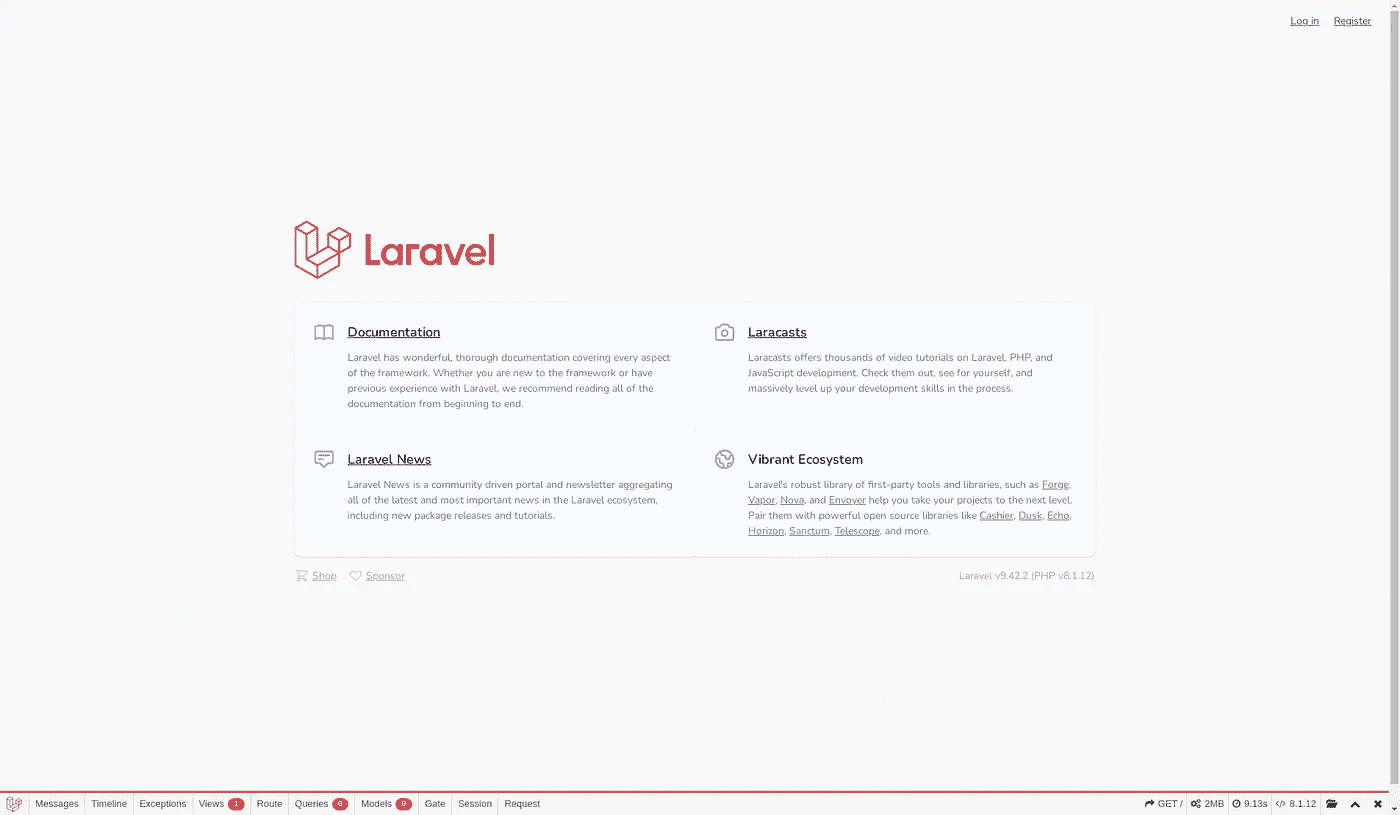 Log in Register
Laravel
Documentation
Laravel has wonderful, thorough documentation covering every aspect
of the framework. Whether you are new to the framework or have
previous experience with Laravel, we recommend reading all of the
documentation from beginning to end.
Laracasts
Laracasts offers thousands of video tutorials on Laravel, PHP, and
JavaScript development. Check them out, see for yourself, and
massively level up your development skills in the process.
Laravel News
Laravel News is a community driven portal and newsletter aggregating
all of the latest and most important news in the Laravel ecosystem,
including new package releases and tutorials.
Vibrant Ecosystem
Laravel's robust library of first-party tools and libraries, such as Forge,
Vapor, Nova, and Envoyer help you take your projects to the next level.
Pair them with powerful open source libraries like Cashier, Dusk, Echo,
Horizon, Sanctum, Telescope, and more.
Shop Sponsor Laravel v9.42.2 (PHP v8.1.12)
Messages Timeline Exceptions Views 1 Route Queries 0 Models 0 Gate Session Request GET / 2MB 9.13s 8.1.12